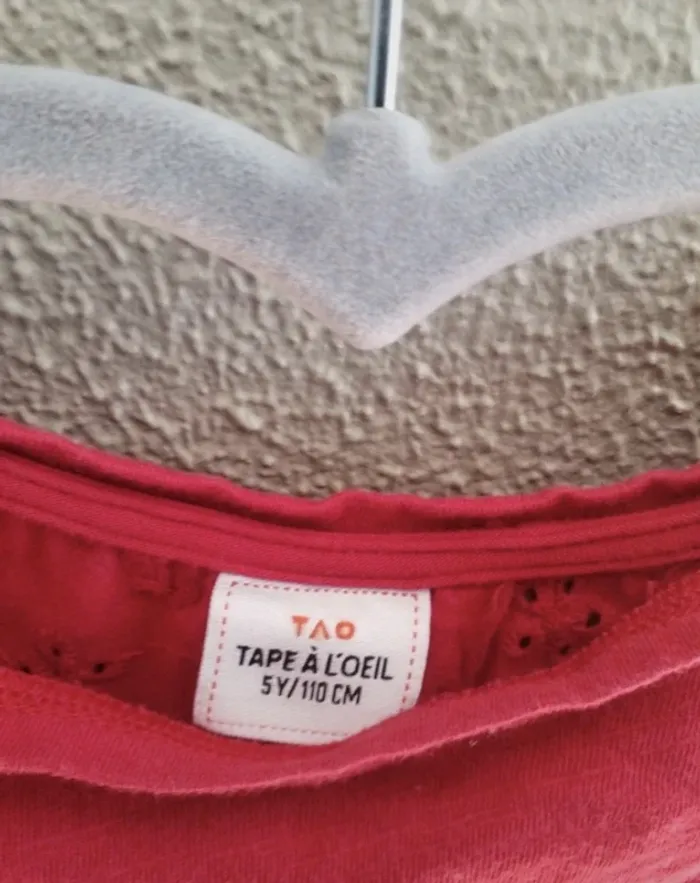 TAO
TAPE À L'OEIL
5Y/110 CM